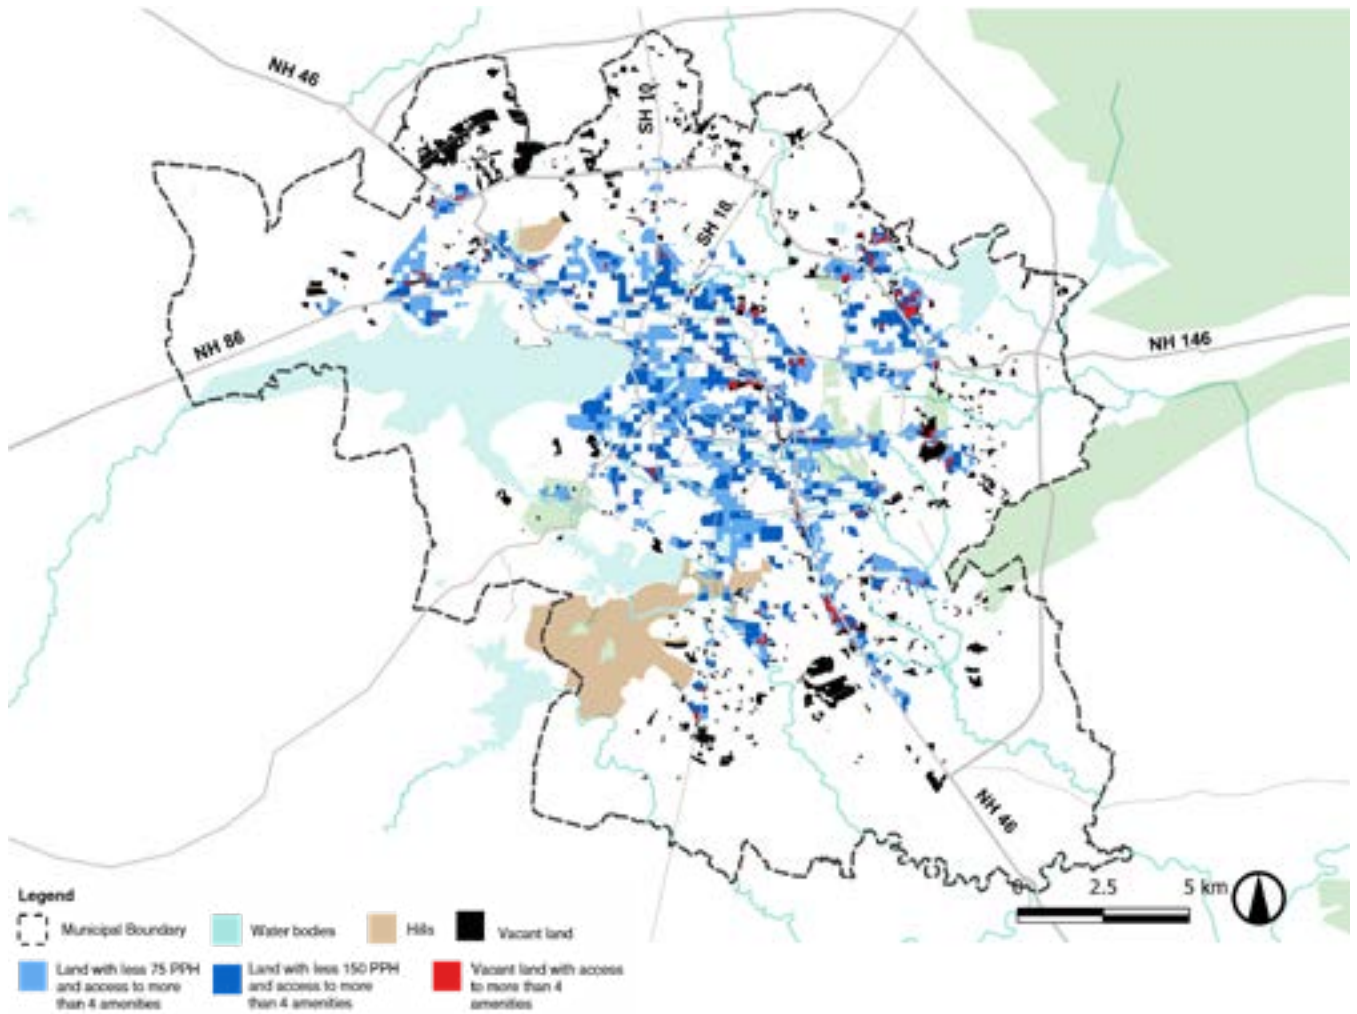 NH 46
SH 10
SH 18
NH 86
NH 146
NH 46
0 2.5 5 km
Legend
Municipal Boundary
Water bodies
Hills
Vacant land
Land with less 75 PPH
and access to more
than 4 amenities
Land with less 150 PPH
and access to more
than 4 amenities
Vacant land with access
to more than 4
amenities